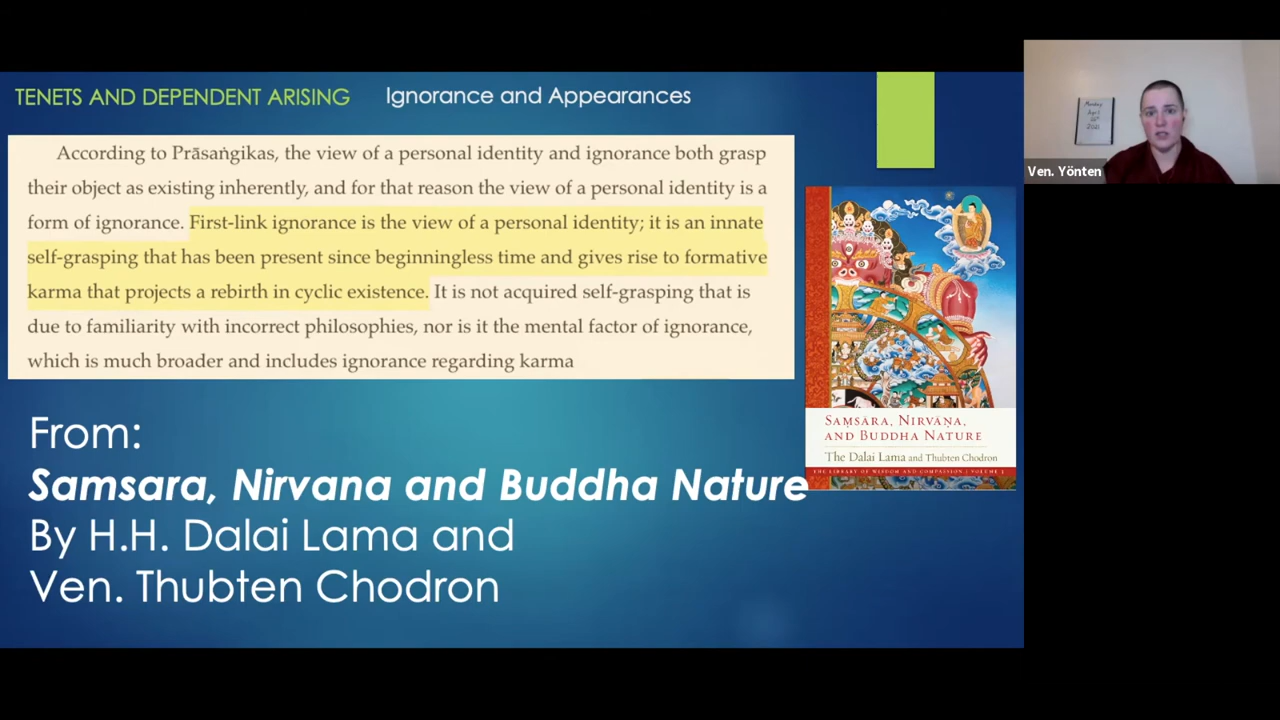 TENETS AND DEPENDENT ARISING
Ignorance and Appearances
According to Prāsaṅgikas, the view of a personal identity and ignorance both grasp
their object as existing inherently, and for that reason the view of a personal identity is a
form of ignorance. First-link ignorance is the view of a personal identity; it is an innate
self-grasping that has been present since beginningless time and gives rise to formative
karma that projects a rebirth in cyclic existence. It is not acquired self-grasping that is
due to familiarity with incorrect philosophies, nor is it the mental factor of ignorance,
which is much broader and includes ignorance regarding karma
From:
Samsara, Nirvana and Buddha Nature
By H.H. Dalai Lama and
Ven. Thubten Chodron
Saṃsāra, Nirvāṇa,
and Buddha Nature
The Dalai Lama and Thubten Chodron
THE LIBRARY OF WISDOM AND COMPASSION | VOLUME 3
Monday
April
2021
Ven. Yönten